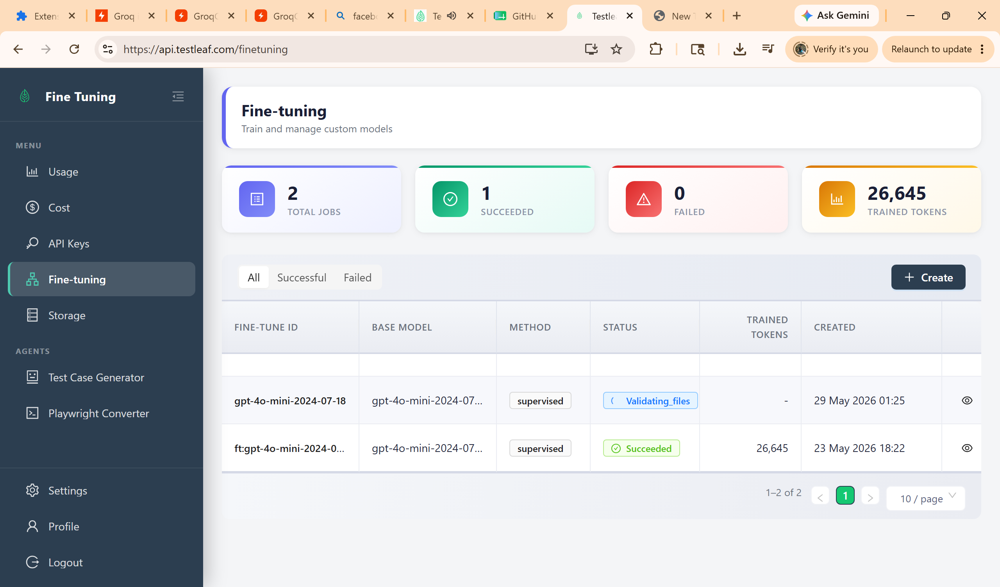 Exten
Groq
GroqC
GroqC
faceb
Te
GitHu
Testle
New
Ask Gemini
https://api.testleaf.com/finetuning
Verify it's you
Relaunch to update
Fine Tuning
MENU
Usage
Cost
API Keys
Fine-tuning
Storage
AGENTS
Test Case Generator
Playwright Converter
Settings
Profile
Logout
Fine-tuning
Train and manage custom models
2
TOTAL JOBS
1
SUCCEEDED
0
FAILED
26,645
TRAINED TOKENS
All Successful Failed
+ Create
FINE-TUNE ID BASE MODEL METHOD STATUS TRAINED TOKENS CREATED
gpt-4o-mini-2024-07-18 gpt-4o-mini-2024-07... supervised Validating_files - 29 May 2026 01:25
ft:gpt-4o-mini-2024-0... gpt-4o-mini-2024-07... supervised Succeeded 26,645 23 May 2026 18:22
1–2 of 2 < 1 > 10 / page